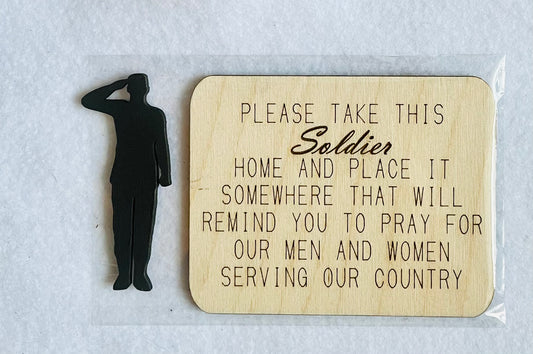 PLEASE TAKE THIS
Soldier
HOME AND PLACE IT
SOMEWHERE THAT WILL
REMIND YOU TO PRAY FOR
OUR MEN AND WOMEN
SERVING OUR COUNTRY